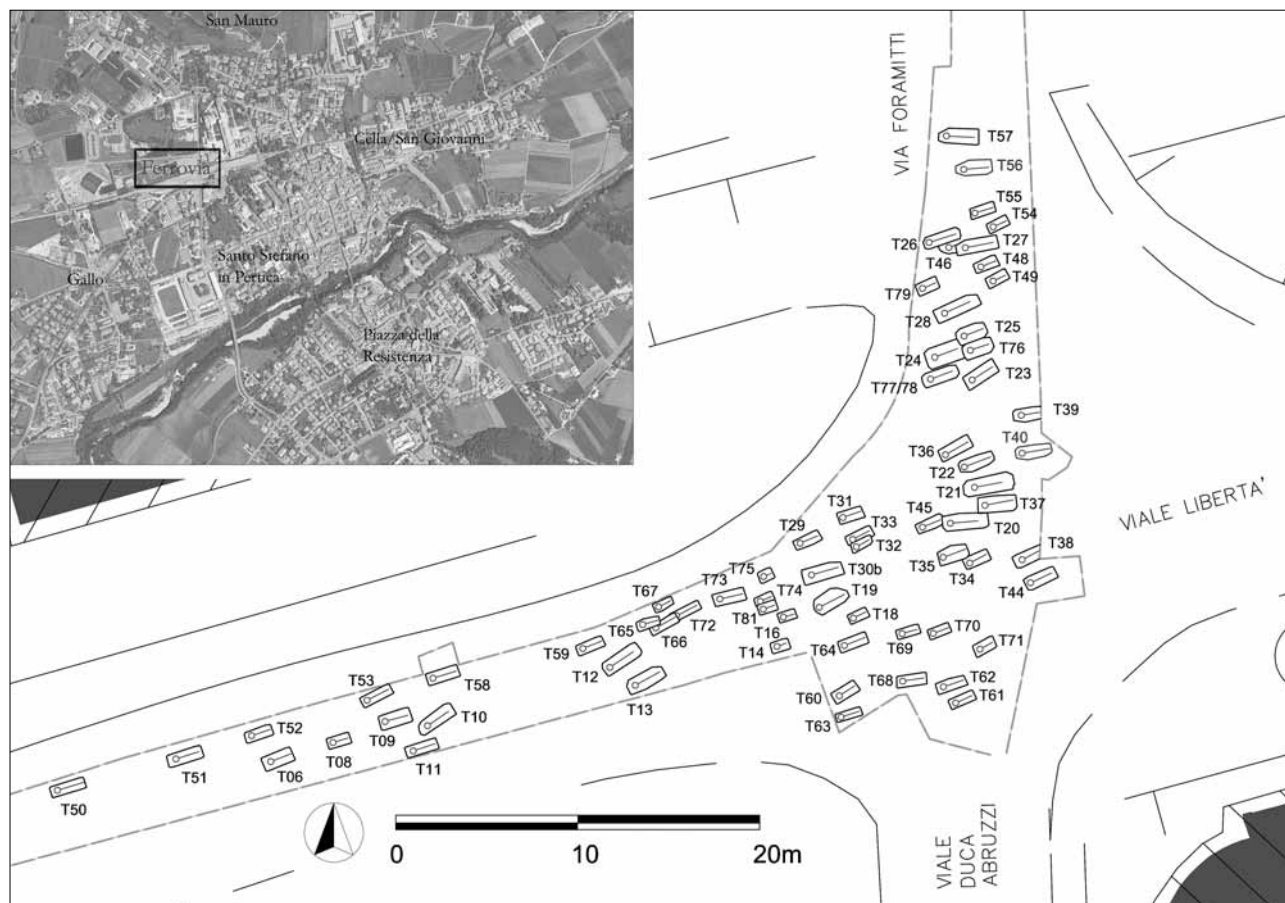 San Mauro
Cella/San Giovanni
Ferrovia
Gallo
Santo Stefano
in Pertica
Piazza della
Resistenza
VIA FORAMITTI
T57
T56
T55
T54
T26
T27
T46
T48
T49
T79
T28
T25
T24
T76
T77/78
T23
T39
T40
T36
T22
T21
T37
T45
T20
T31
T33
T29
T32
T35
T34
T38
T44
T30b
T75
T73
T74
T19
T67
T81
T72
T16
T18
T65
T66
T59
T14
T64
T69
T70
T71
T12
T13
T68
T62
T61
T60
T63
T58
T53
T10
T09
T52
T11
T08
T06
T51
T50
VIALE LIBERTA'
VIALE
DUCA
ABRUZZI
0
10
20m